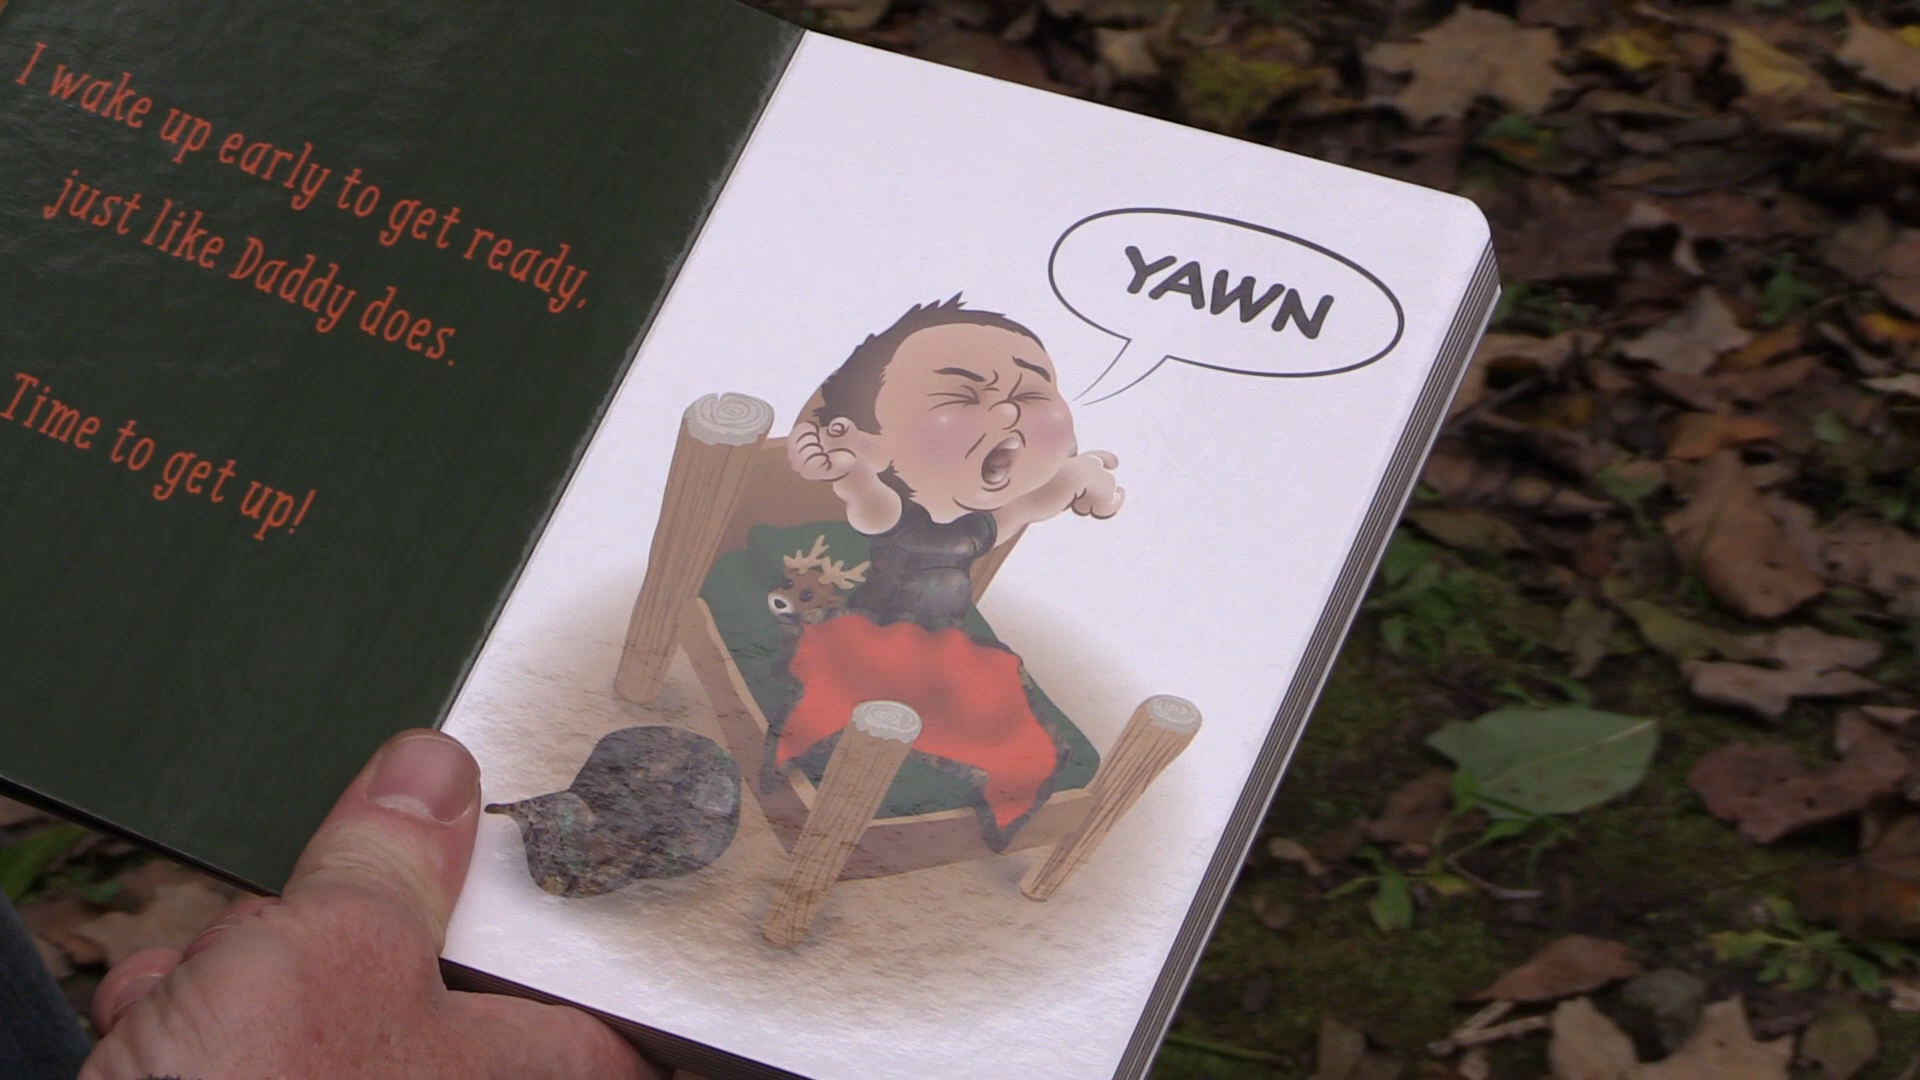 I wake up early to get ready,
just like Daddy does.
Time to get up!
YAWN